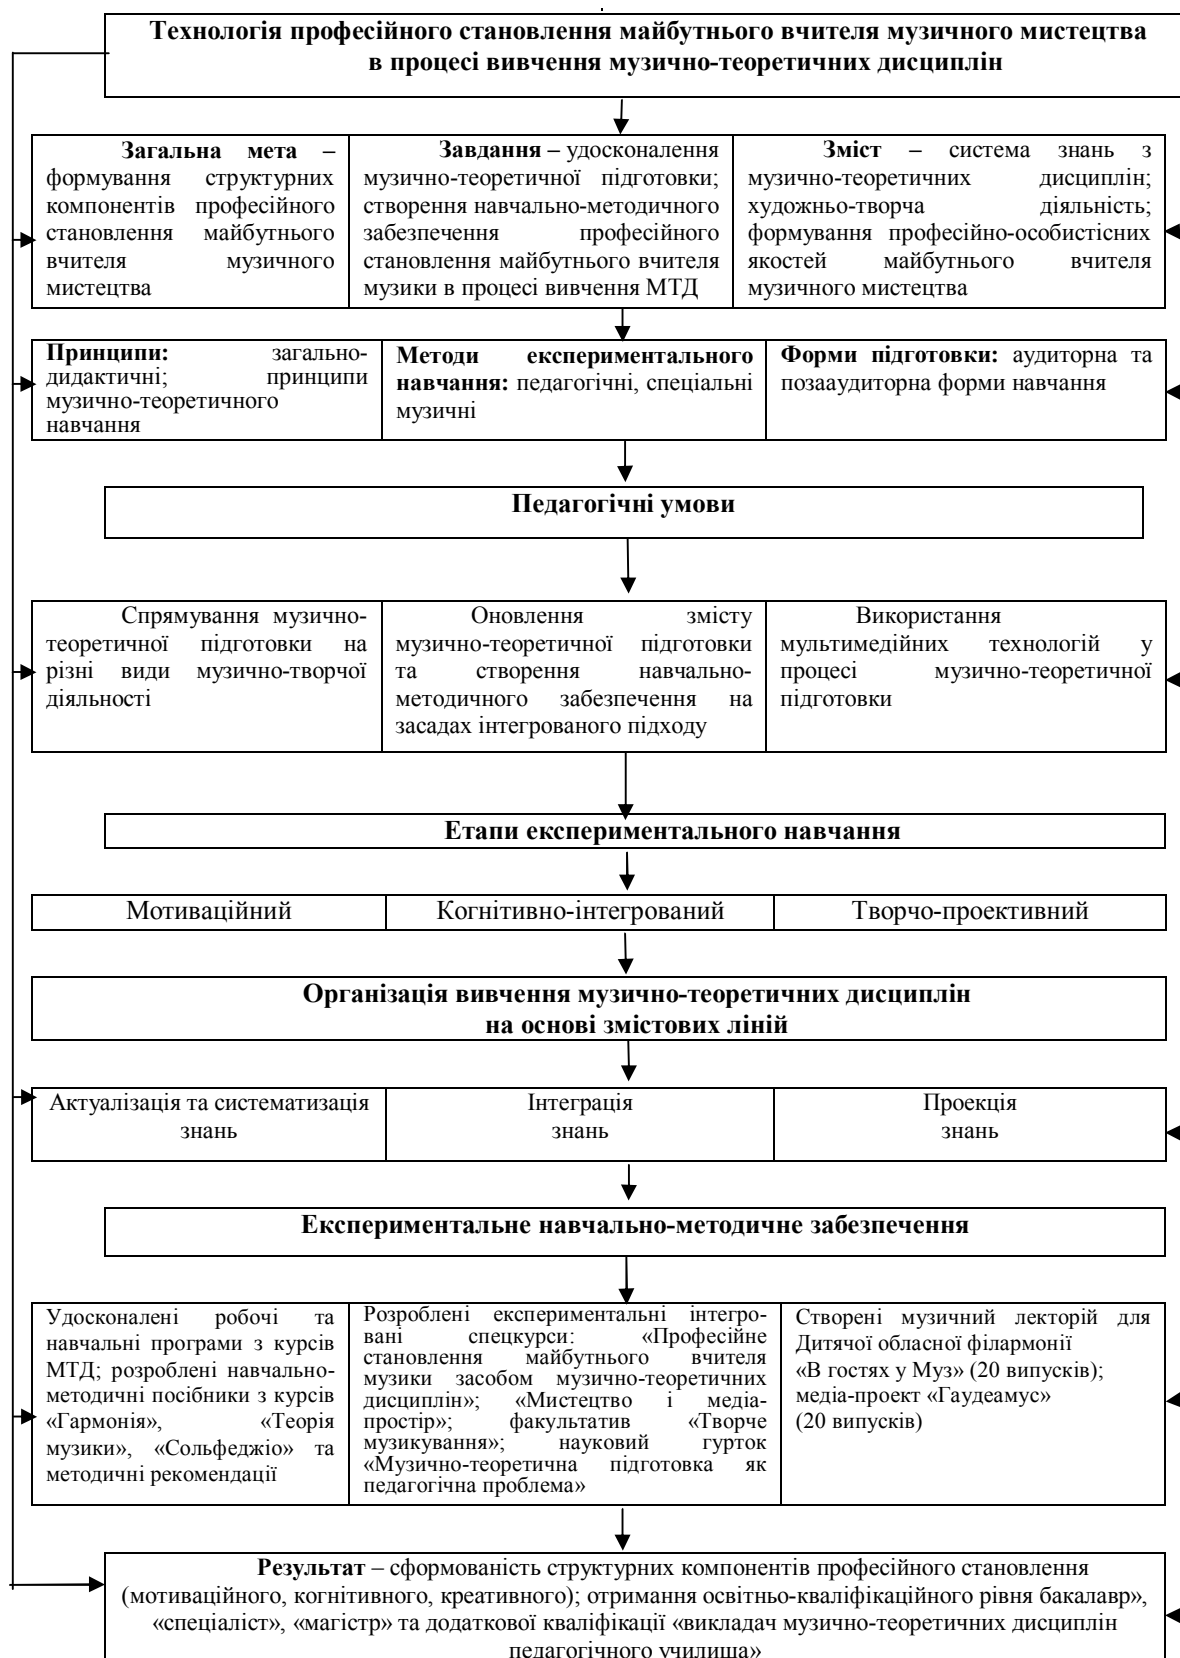 Технологія професійного становлення майбутнього вчителя музичного мистецтва
в процесі вивчення музично-теоретичних дисциплін
Загальна мета –
формування структурних
компонентів професійного
становлення майбутнього
вчителя музичного
мистецтва
Завдання – удосконалення
музично-теоретичної підготовки;
створення навчально-методичного
забезпечення професійного
становлення майбутнього вчителя
музики в процесі вивчення МТД
Зміст – система знань з
музично-теоретичних дисциплін;
художньо-творча діяльність;
формування професійно-особистісних
якостей майбутнього вчителя
музичного мистецтва
Принципи: загально-
дидактичні; принципи
музично-теоретичного
навчання
Методи експериментального
навчання: педагогічні, спеціальні
музичні
Форми підготовки: аудиторна та
позааудиторна форми навчання
Педагогічні умови
Спрямування музично-
теоретичної підготовки на
різні види музично-творчої
діяльності
Оновлення змісту
музично-теоретичної підготовки
та створення навчально-
методичного забезпечення на
засадах інтегрованого підходу
Використання
мультимедійних технологій у
процесі музично-теоретичної
підготовки
Етапи експериментального навчання
Мотиваційний
Когнітивно-інтегрований
Творчо-проективний
Організація вивчення музично-теоретичних дисциплін
на основі змістових ліній
Актуалізація та систематизація
знань
Інтеграція
знань
Проекція
знань
Експериментальне навчально-методичне забезпечення
Удосконалені робочі та
навчальні програми з курсів
МТД; розроблені навчально-
методичні посібники з курсів
«Гармонія», «Теорія
музики», «Сольфеджіо» та
методичні рекомендації
Розроблені експериментальні інтегро-
вані спецкурси: «Професійне
становлення майбутнього вчителя
музики засобом музично-теоретичних
дисциплін»; «Мистецтво і медіа-
простір»; факультатив «Творче
музикування»; науковий гурток
«Музично-теоретична підготовка як
педагогічна проблема»
Створені музичний лекторій для
Дитячої обласної філармонії
«В гостях у Муз» (20 випусків);
медіа-проект «Гаудеамус»
(20 випусків)
Результат – сформованість структурних компонентів професійного становлення
(мотиваційного, когнітивного, креативного); отримання освітньо-кваліфікаційного рівня бакалавр»,
«спеціаліст», «магістр» та додаткової кваліфікації «викладач музично-теоретичних дисциплін
педагогічного училища»